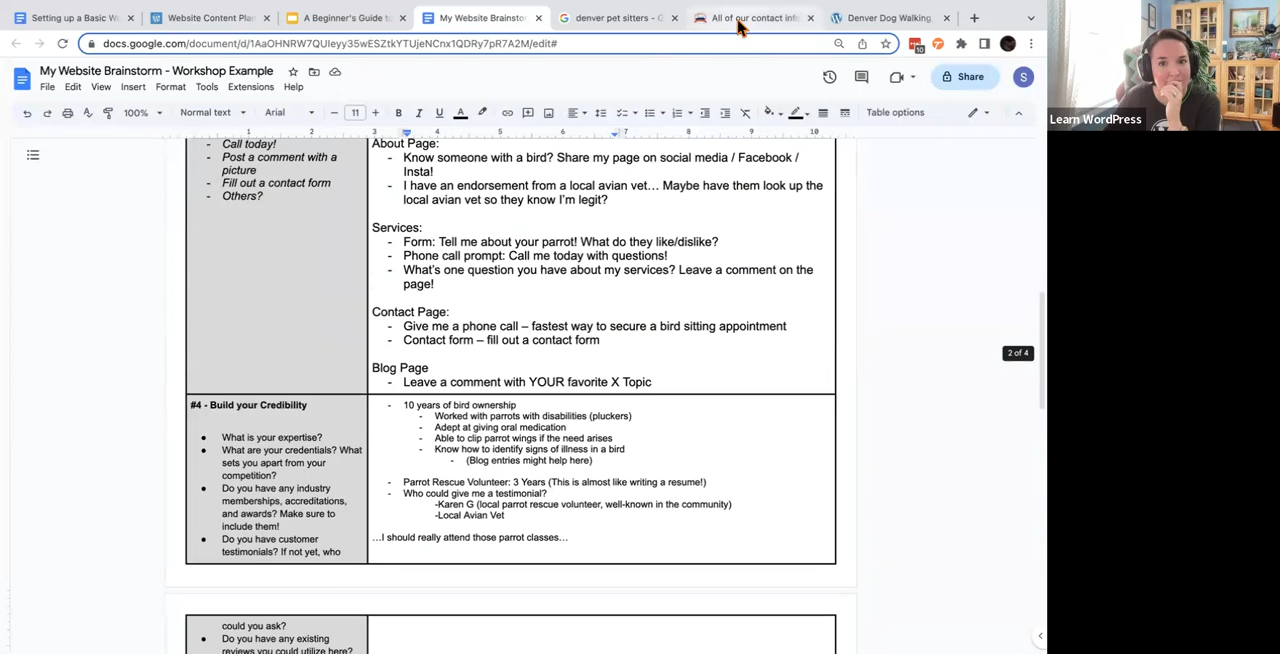 Setting up a Basic W
Website Content Plan
A Beginner's Guide to
My Website Brainstor
denver pet sitters - G
All of our contact info
Denver Dog Walking,
docs.google.com/document/d/1AaOHNRW7QUIeyy35wESZtkYTUjeNCnx1QDRy7pR7A2M/edit#
10
My Website Brainstorm - Workshop Example
File Edit View Insert Format Tools Extensions Help
Share
S
100% Normal text Arial 11 Table options
3 1 2 3 4 5 6 7 8 9 10
- Call today!
- Post a comment with a
picture
- Fill out a contact form
- Others?
About Page:
- Know someone with a bird? Share my page on social media / Facebook /
Insta!
- I have an endorsement from a local avian vet… Maybe have them look up the
local avian vet so they know I'm legit?
Services:
- Form: Tell me about your parrot! What do they like/dislike?
- Phone call prompt: Call me today with questions!
- What's one question you have about my services? Leave a comment on the
page!
Contact Page:
- Give me a phone call – fastest way to secure a bird sitting appointment
- Contact form – fill out a contact form
Blog Page
- Leave a comment with YOUR favorite X Topic
#4 - Build your Credibility
● What is your expertise?
● What are your credentials? What
sets you apart from your
competition?
● Do you have any industry
memberships, accreditations,
and awards? Make sure to
include them!
● Do you have customer
testimonials? If not yet, who
- 10 years of bird ownership
- Worked with parrots with disabilities (pluckers)
- Adept at giving oral medication
- Able to clip parrot wings if the need arises
- Know how to identify signs of illness in a bird
- (Blog entries might help here)
- Parrot Rescue Volunteer: 3 Years (This is almost like writing a resume!)
- Who could give me a testimonial?
-Karen G (local parrot rescue volunteer, well-known in the community)
-Local Avian Vet
…I should really attend those parrot classes…
could you ask?
● Do you have any existing
reviews you could utilize here?
2 of 4
Learn WordPress